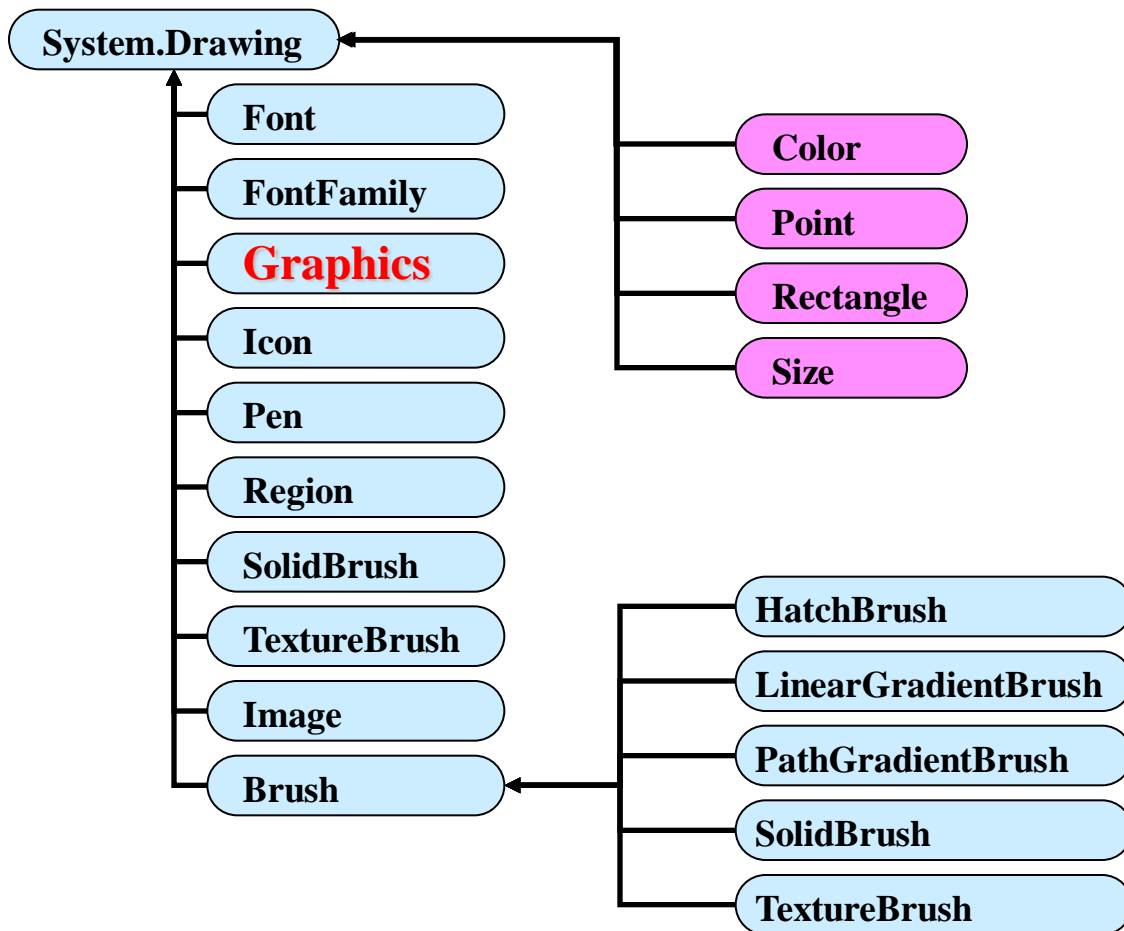 System.Drawing
Font
FontFamily
Graphics
Icon
Pen
Region
SolidBrush
TextureBrush
Image
Brush
Color
Point
Rectangle
Size
HatchBrush
LinearGradientBrush
PathGradientBrush
SolidBrush
TextureBrush